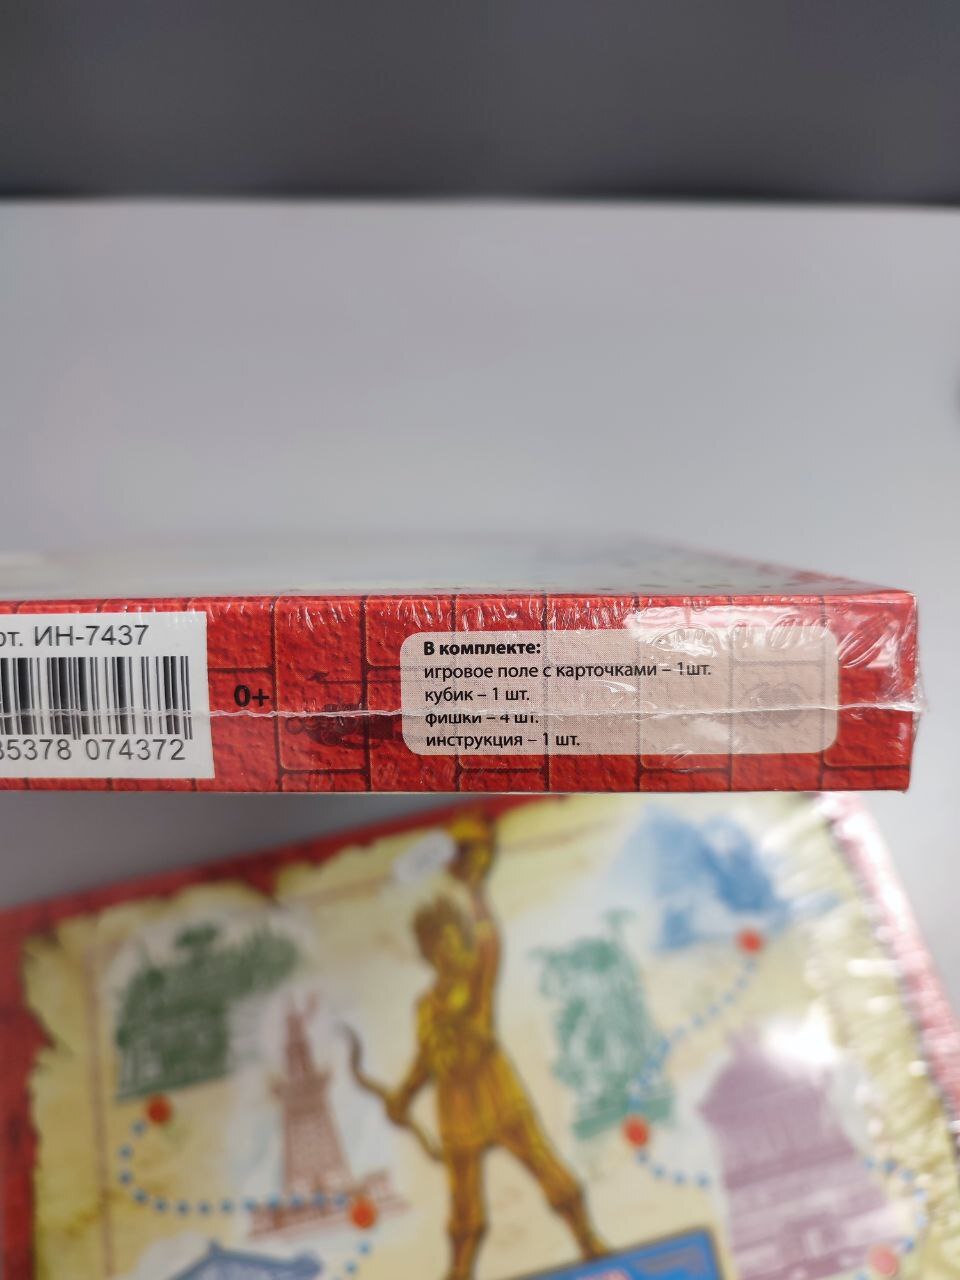 рт. ИН-7437
35378 074372
0+
В комплекте:
игровое поле с карточками – 1шт.
кубик – 1 шт.
фишки – 4 шт.
инструкция – 1 шт.